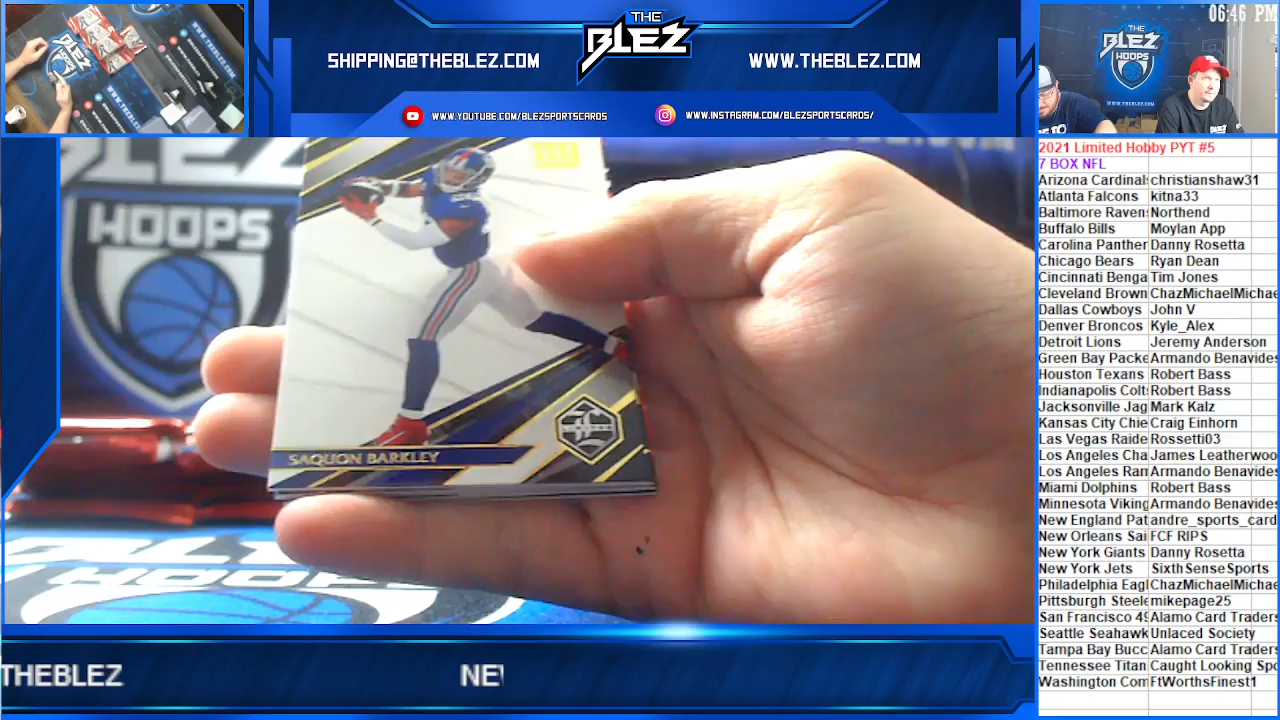 THE
BLEZ
SHIPPING@THEBLEZ.COM
WWW.THEBLEZ.COM
WWW.YOUTUBE.COM/BLEZSPORTSCARDS
WWW.INSTAGRAM.COM/BLEZSPORTSCARDS/
06:46 PM
THE
BLEZ
HOOPS
HOOPS
SAQUON BARKLEY
THEBLEZ
NEW
2021 Limited Hobby PYT #5
7 BOX NFL
Arizona Cardinal christianshaw31
Atlanta Falcons kitna33
Baltimore Raven Northend
Buffalo Bills Moylan App
Carolina Panther Danny Rosetta
Chicago Bears Ryan Dean
Cincinnati Benga Tim Jones
Cleveland Brown ChazMichaelMichae
Dallas Cowboys John V
Denver Broncos Kyle_Alex
Detroit Lions Jeremy Anderson
Green Bay Packe Armando Benavides
Houston Texans Robert Bass
Indianapolis Colt Robert Bass
Jacksonville Jag Mark Kalz
Kansas City Chie Craig Einhorn
Las Vegas Raide Rossetti03
Los Angeles Cha James Leatherwoo
Los Angeles Ran Armando Benavides
Miami Dolphins Robert Bass
Minnesota Viking Armando Benavides
New England Pat andre_sports_card
New Orleans Sai FCF RIPS
New York Giants Danny Rosetta
New York Jets SixthSenseSports
Philadelphia Eagl ChazMichaelMichae
Pittsburgh Steele mikepage25
San Francisco 49 Alamo Card Traders
Seattle Seahawk Unlaced Society
Tampa Bay Bucc Alamo Card Traders
Tennessee Titan Caught Looking Spo
Washington Com FtWorthsFinest1